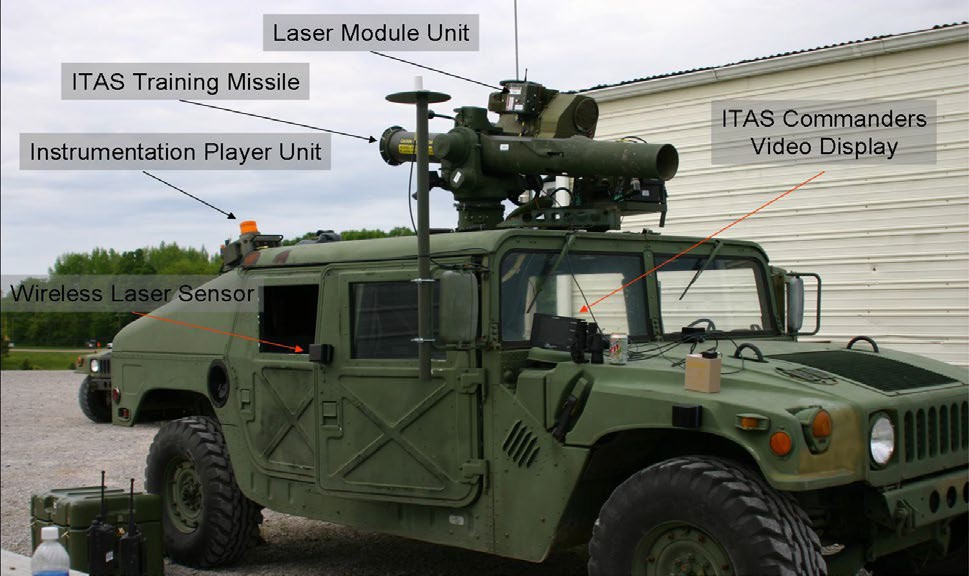 Laser Module Unit
ITAS Training Missile
Instrumentation Player Unit
ITAS Commanders
Video Display
Wireless Laser Sensor